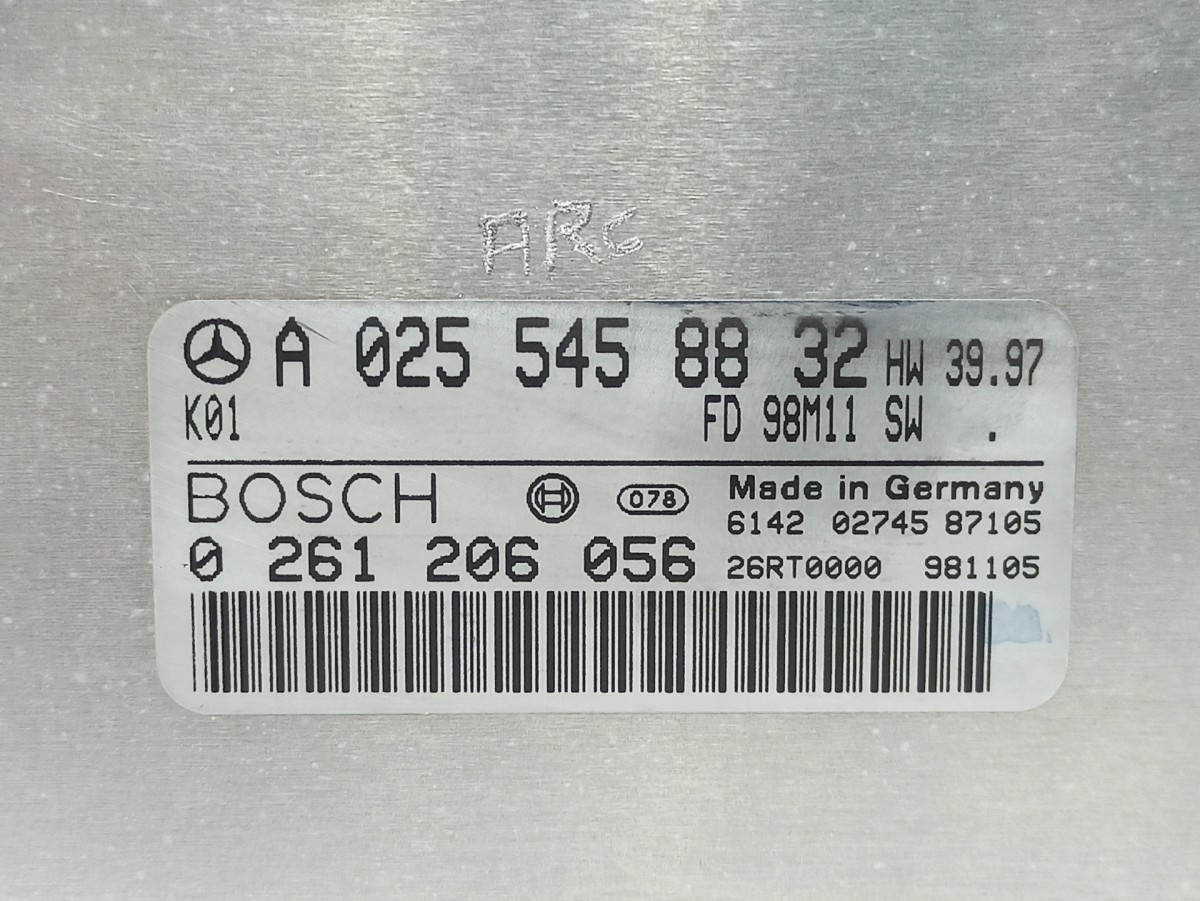 ARC
A 025 545 88 32 HW 39.97
K01 FD 98M11 SW .
BOSCH 078 Made in Germany
6142 02745 87105
0 261 206 056 26RT0000 981105